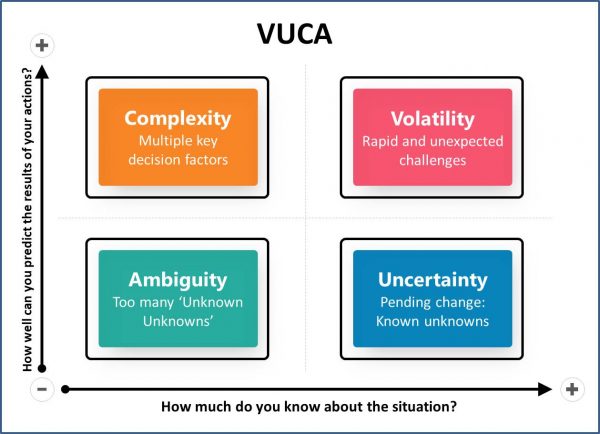 VUCA
+
How well can you predict the results of your actions?
Complexity
Multiple key
decision factors
Volatility
Rapid and unexpected
challenges
Ambiguity
Too many ‘Unknown
Unknowns’
Uncertainty
Pending change:
Known unknowns
−
+
How much do you know about the situation?